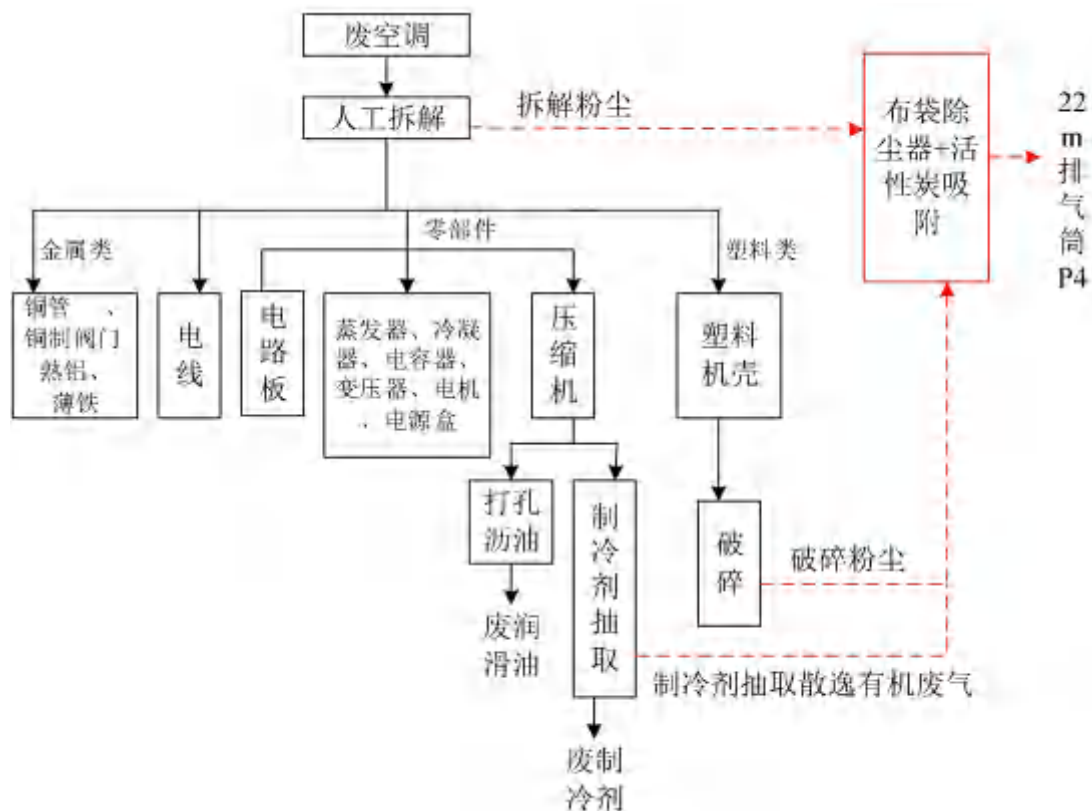 废空调
人工拆解
拆解粉尘
布袋除
尘器+活
性炭吸
附
22
m
排
气
筒
P4
金属类
零部件
塑料类
铜管 、
铜制阀门
熟铝、
薄铁
电
线
电
路
板
蒸发器、冷凝
器、电容器、
变压器、电机
、电源盒
压
缩
机
塑料
机壳
打孔
沥油
制
冷
剂
抽
取
破
碎
破碎粉尘
废润
滑油
制冷剂抽取散逸有机废气
废制
冷剂